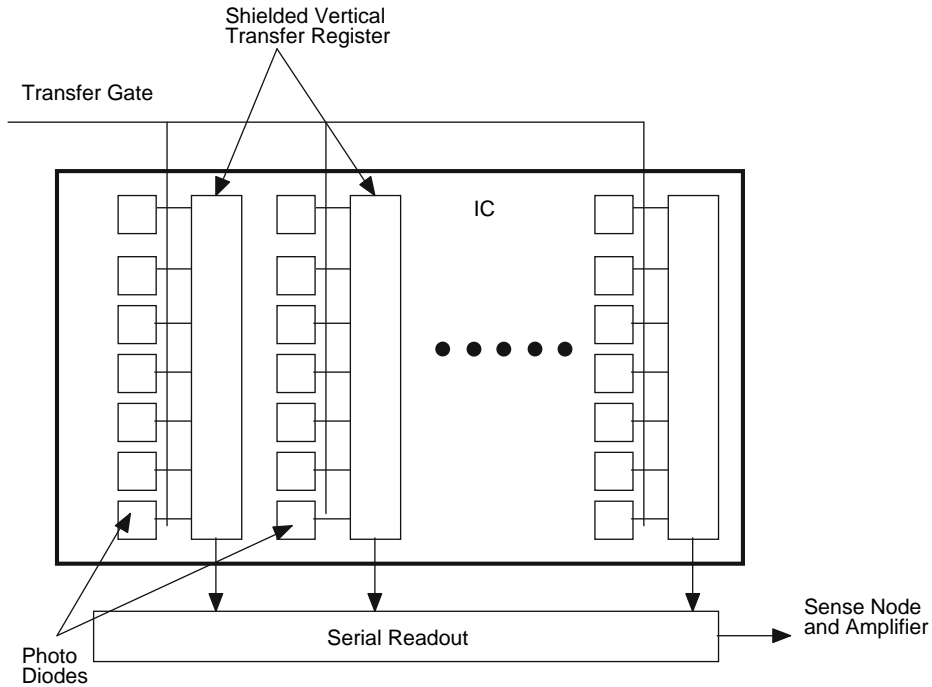 Shielded Vertical
Transfer Register
Transfer Gate
IC
Serial Readout
Sense Node
and Amplifier
Photo
Diodes